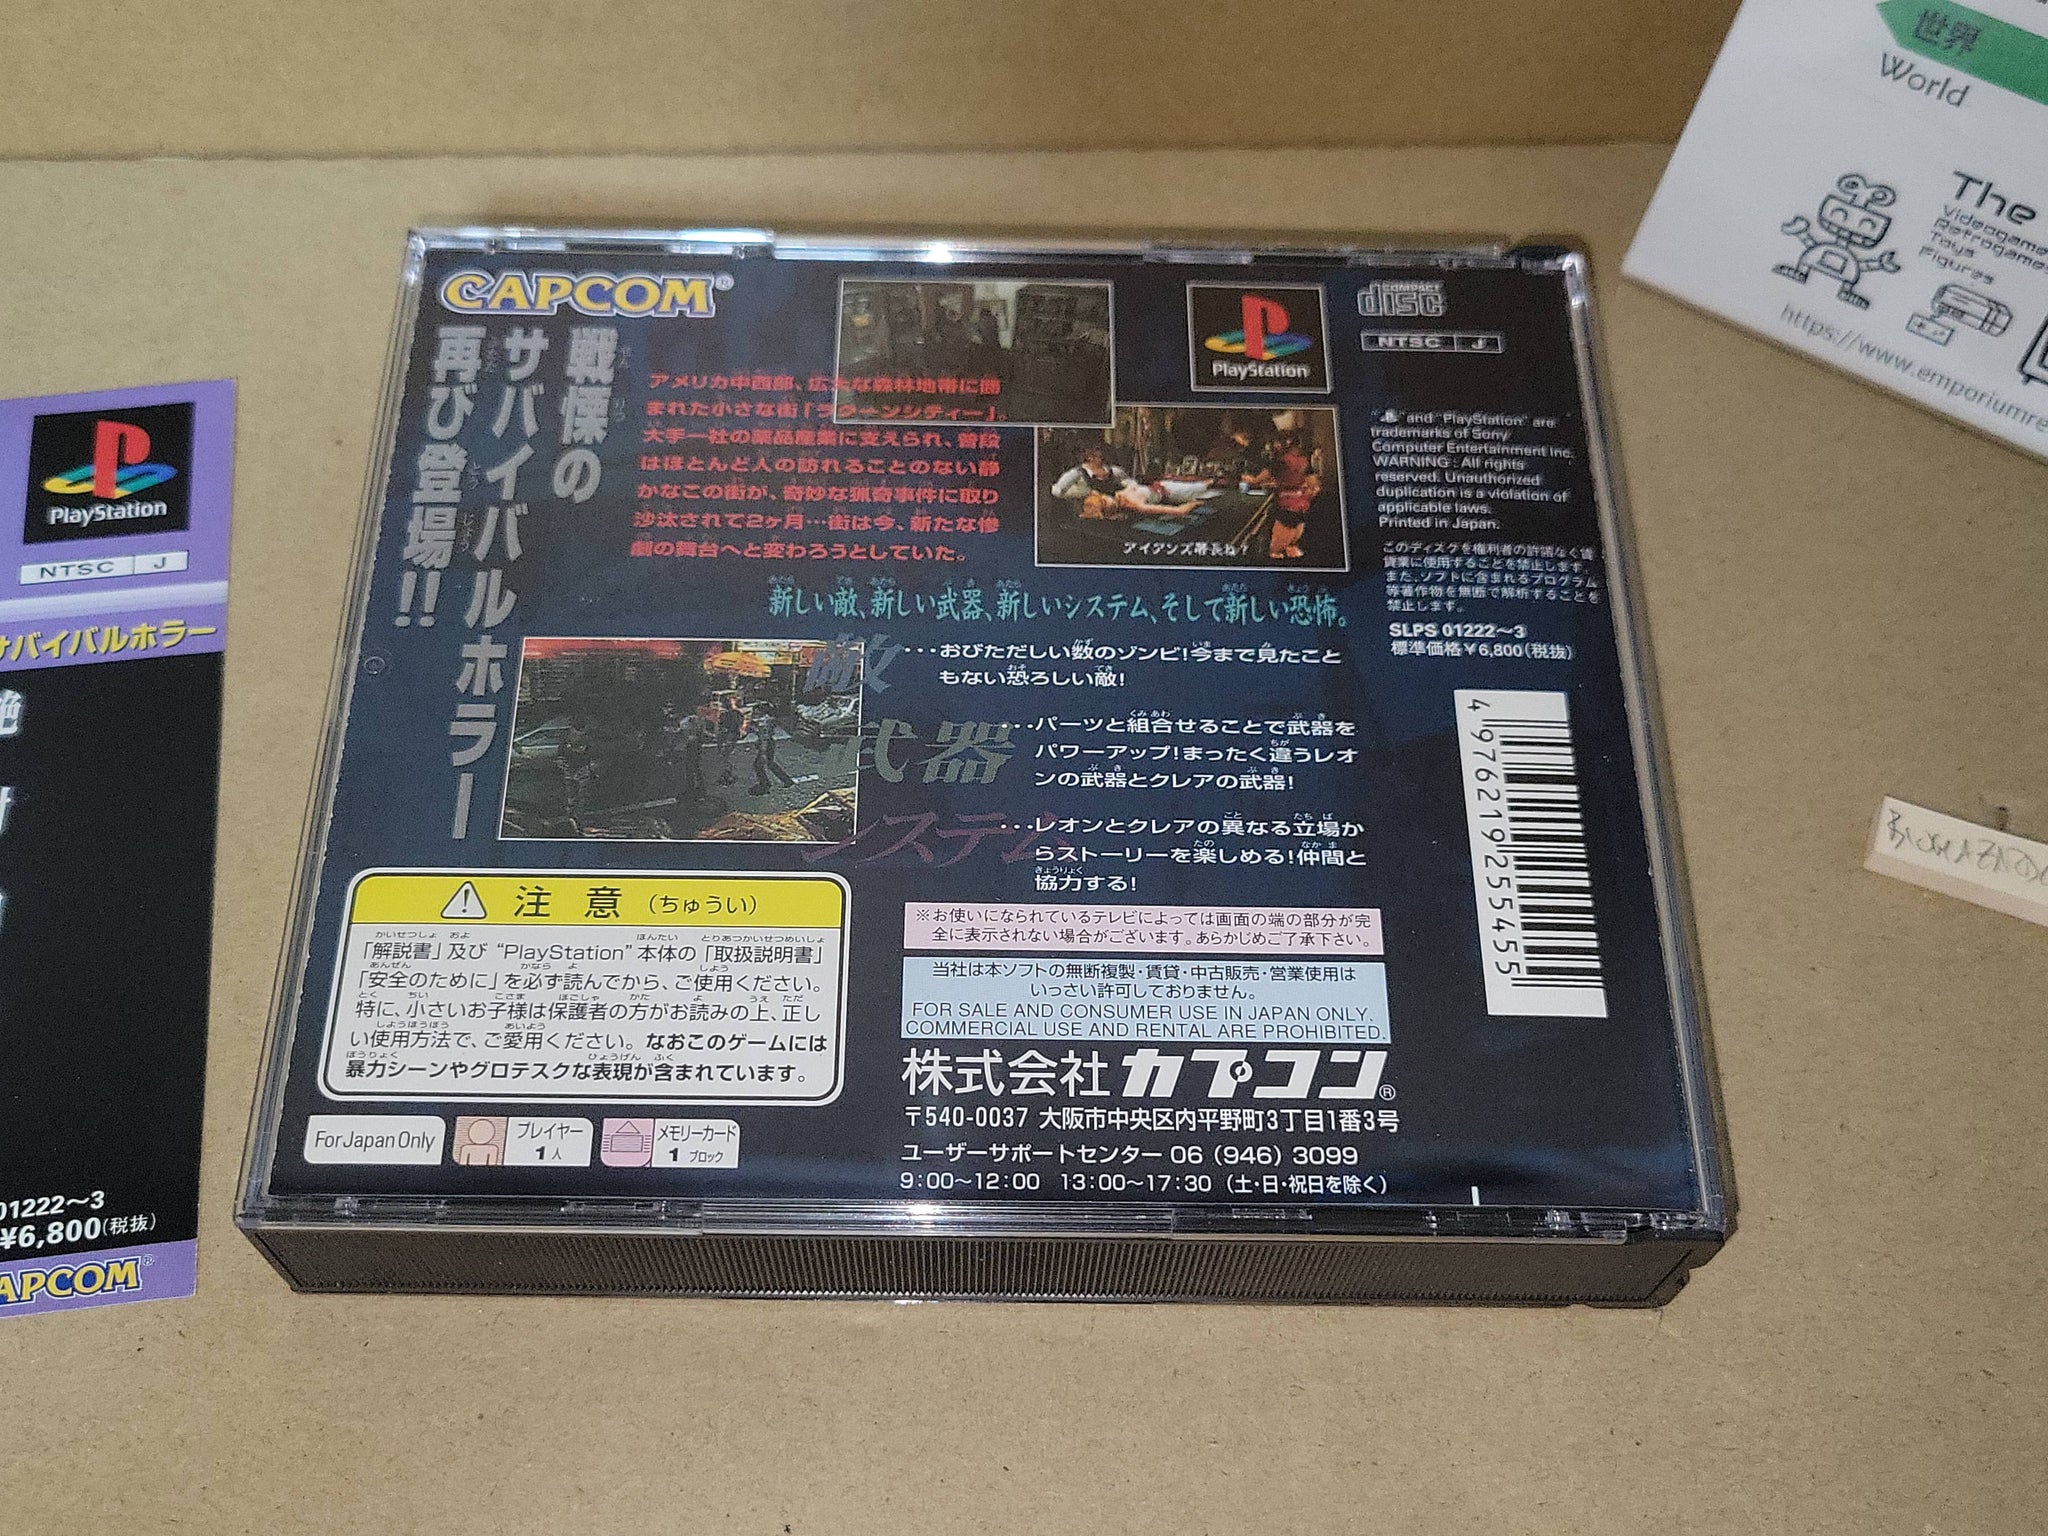 CAPCOM
戦慄の
サバイバルホラー
再び登場!!
アメリカ中西部、広大な森林地帯に囲
まれた小さな街「ラクーンシティー」。
大手一社の薬品産業に支えられ、普段
はほとんど人の訪れることのない静
かなこの街が、奇妙な猟奇事件に取り
沙汰されて2ヶ月…街は今、新たな惨
劇の舞台へと変わろうとしていた。
アイアンズ署長ね?
PlayStation
COMPACT
disc
NTSC J
"PS" and "PlayStation" are
trademarks of Sony
Computer Entertainment Inc.
WARNING : All rights
reserved. Unauthorized
duplication is a violation of
applicable laws.
Printed in Japan.
このディスクを権利者の許諾なく賃
貸業に使用することを禁止します。
また、ソフトに含まれるプログラム
等著作物を無断で解析することを
禁止します。
SLPS 01222〜3
標準価格¥6,800(税抜)
新しい敵、新しい武器、新しいシステム、そして新しい恐怖。
敵
…おびただしい数のゾンビ!今まで見たこと
もない恐ろしい敵!
武器
…パーツと組合せることで武器を
パワーアップ!まったく違うレオ
ンの武器とクレアの武器!
システム
…レオンとクレアの異なる立場か
らストーリーを楽しめる!仲間と
協力する!
4976219255455
注意(ちゅうい)
「解説書」及び"PlayStation"本体の「取扱説明書」
「安全のために」を必ず読んでから、ご使用ください。
特に、小さいお子様は保護者の方がお読みの上、正し
い使用方法で、ご愛用ください。なおこのゲームには
暴力シーンやグロテスクな表現が含まれています。
※お使いになられているテレビによっては画面の端の部分が完
全に表示されない場合がございます。あらかじめご了承下さい。
当社は本ソフトの無断複製・賃貸・中古販売・営業使用は
いっさい許可しておりません。
FOR SALE AND CONSUMER USE IN JAPAN ONLY.
COMMERCIAL USE AND RENTAL ARE PROHIBITED.
株式会社カプコン®
〒540-0037 大阪市中央区内平野町3丁目1番3号
ユーザーサポートセンター 06(946)3099
9:00〜12:00 13:00〜17:30(土・日・祝日を除く)
For Japan Only
プレイヤー
1人
メモリーカード
1ブロック
PlayStation
NTSC J
サバイバルホラー
01222〜3
¥6,800(税抜)
CAPCOM
世界
World
The
Videogame
Retrogames
Toys
Figures
https://www.emporiumre